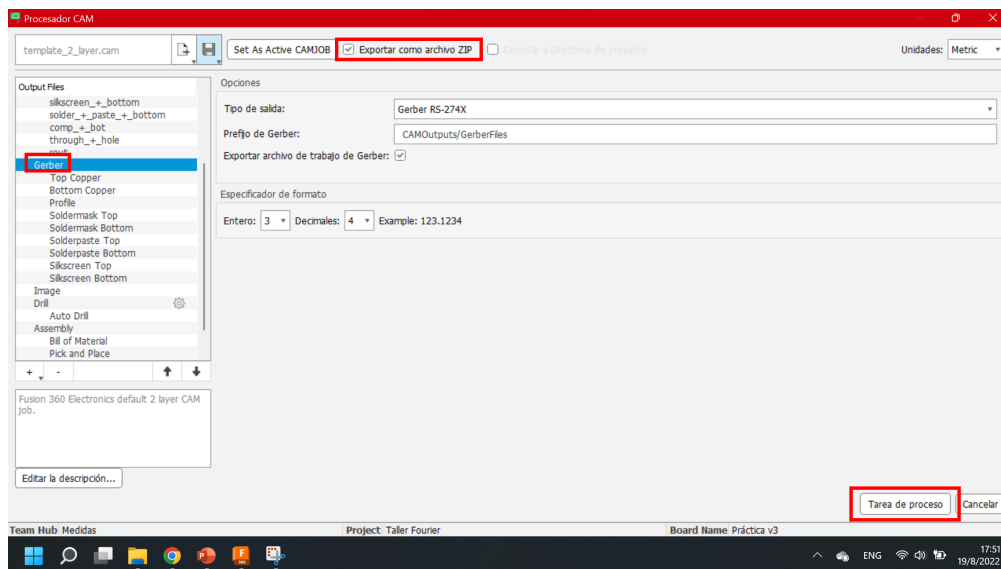 Procesador CAM
template_2_layer.cam
Set As Active CAMJOB
Exportar como archivo ZIP
Exportar a Directorio de proyecto
Unidades: Metric
Output Files
silkscreen_+_bottom
solder_+_paste_+_bottom
comp_+_bot
through_+_hole
Gerber
Top Copper
Bottom Copper
Profile
Soldermask Top
Soldermask Bottom
Solderpaste Top
Solderpaste Bottom
Silkscreen Top
Silkscreen Bottom
Image
Drill
Auto Drill
Assembly
Bill of Material
Pick and Place
+ -
Fusion 360 Electronics default 2 layer CAM
job.
Editar la descripción...
Opciones
Tipo de salida: Gerber RS-274X
Prefijo de Gerber: CAMOutputs/GerberFiles
Exportar archivo de trabajo de Gerber:
Especificador de formato
Entero: 3 Decimales: 4 Example: 123.1234
Tarea de proceso
Cancelar
Team Hub Medidas Project Taller Fourier Board Name Práctica v3
ENG
17:51
19/8/2022